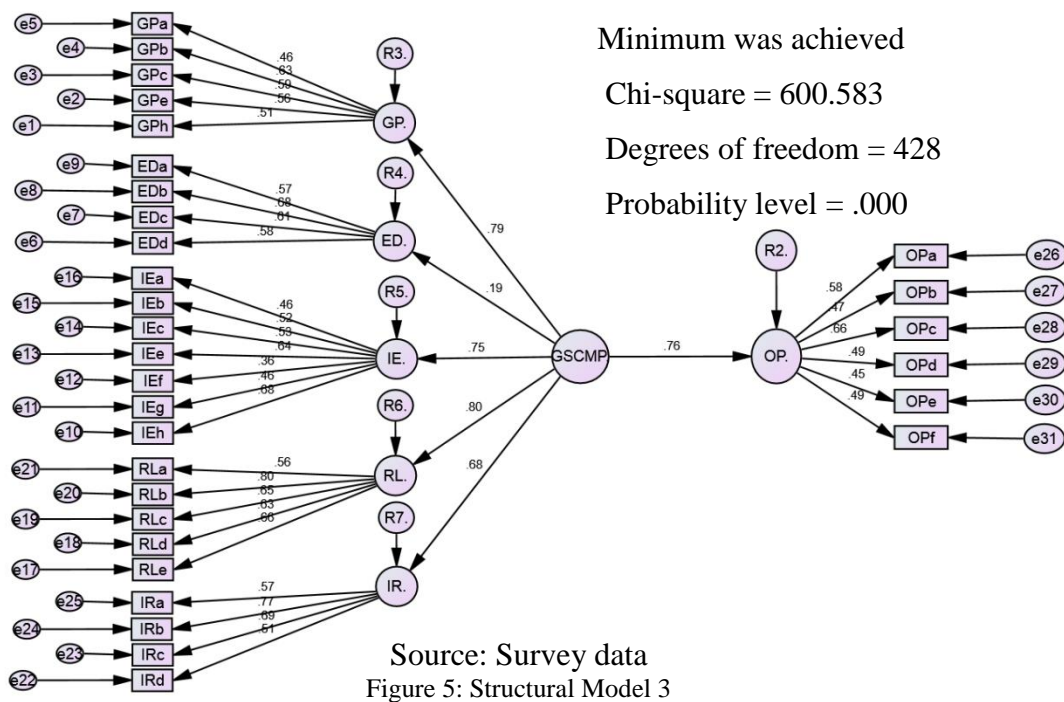 e5
GPa
e4
GPb
e3
GPc
e2
GPe
e1
GPh
.46
.63
.59
.56
.51
R3.
GP.
e9
EDa
e8
EDb
e7
EDc
e6
EDd
.57
.68
.61
.58
R4.
ED.
e16
IEa
e15
IEb
e14
IEc
e13
IEe
e12
IEf
e11
IEg
e10
IEh
.46
.52
.53
.64
.36
.46
.68
R5.
IE.
e21
RLa
e20
RLb
e19
RLc
e18
RLd
e17
RLe
.56
.80
.65
.63
.66
R6.
RL.
e25
IRa
e24
IRb
e23
IRc
e22
IRd
.57
.77
.69
.51
R7.
IR.
.79
.19
.75
.80
.68
GSCMP
.76
Minimum was achieved
Chi-square = 600.583
Degrees of freedom = 428
Probability level = .000
R2.
OP.
.58
.47
.66
.49
.45
.49
OPa
e26
OPb
e27
OPc
e28
OPd
e29
OPe
e30
OPf
e31
Source: Survey data
Figure 5: Structural Model 3